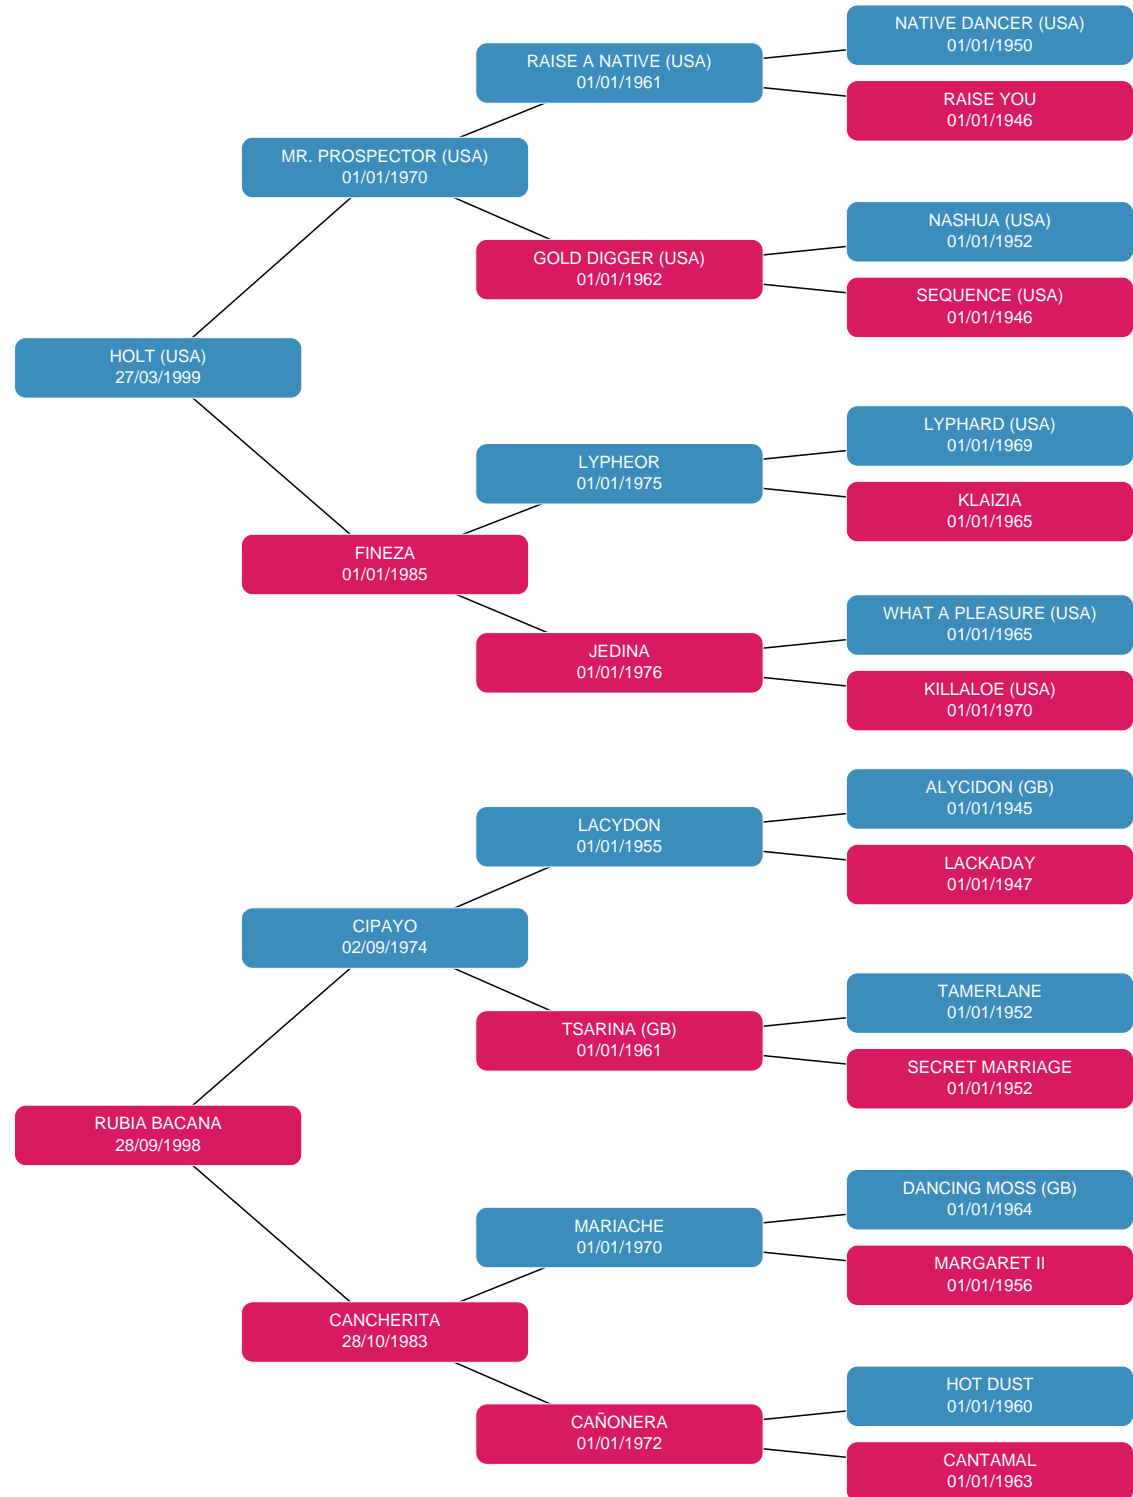 NATIVE DANCER (USA)
01/01/1950
RAISE A NATIVE (USA)
01/01/1961
RAISE YOU
01/01/1946
MR. PROSPECTOR (USA)
01/01/1970
NASHUA (USA)
01/01/1952
GOLD DIGGER (USA)
01/01/1962
SEQUENCE (USA)
01/01/1946
HOLT (USA)
27/03/1999
LYPHARD (USA)
01/01/1969
LYPHEOR
01/01/1975
KLAIZIA
01/01/1965
FINEZA
01/01/1985
WHAT A PLEASURE (USA)
01/01/1965
JEDINA
01/01/1976
KILLALOE (USA)
01/01/1970
ALYCIDON (GB)
01/01/1945
LACYDON
01/01/1955
LACKADAY
01/01/1947
CIPAYO
02/09/1974
TAMERLANE
01/01/1952
TSARINA (GB)
01/01/1961
SECRET MARRIAGE
01/01/1952
RUBIA BACANA
28/09/1998
DANCING MOSS (GB)
01/01/1964
MARIACHE
01/01/1970
MARGARET II
01/01/1956
CANCHERITA
28/10/1983
HOT DUST
01/01/1960
CAÑONERA
01/01/1972
CANTAMAL
01/01/1963